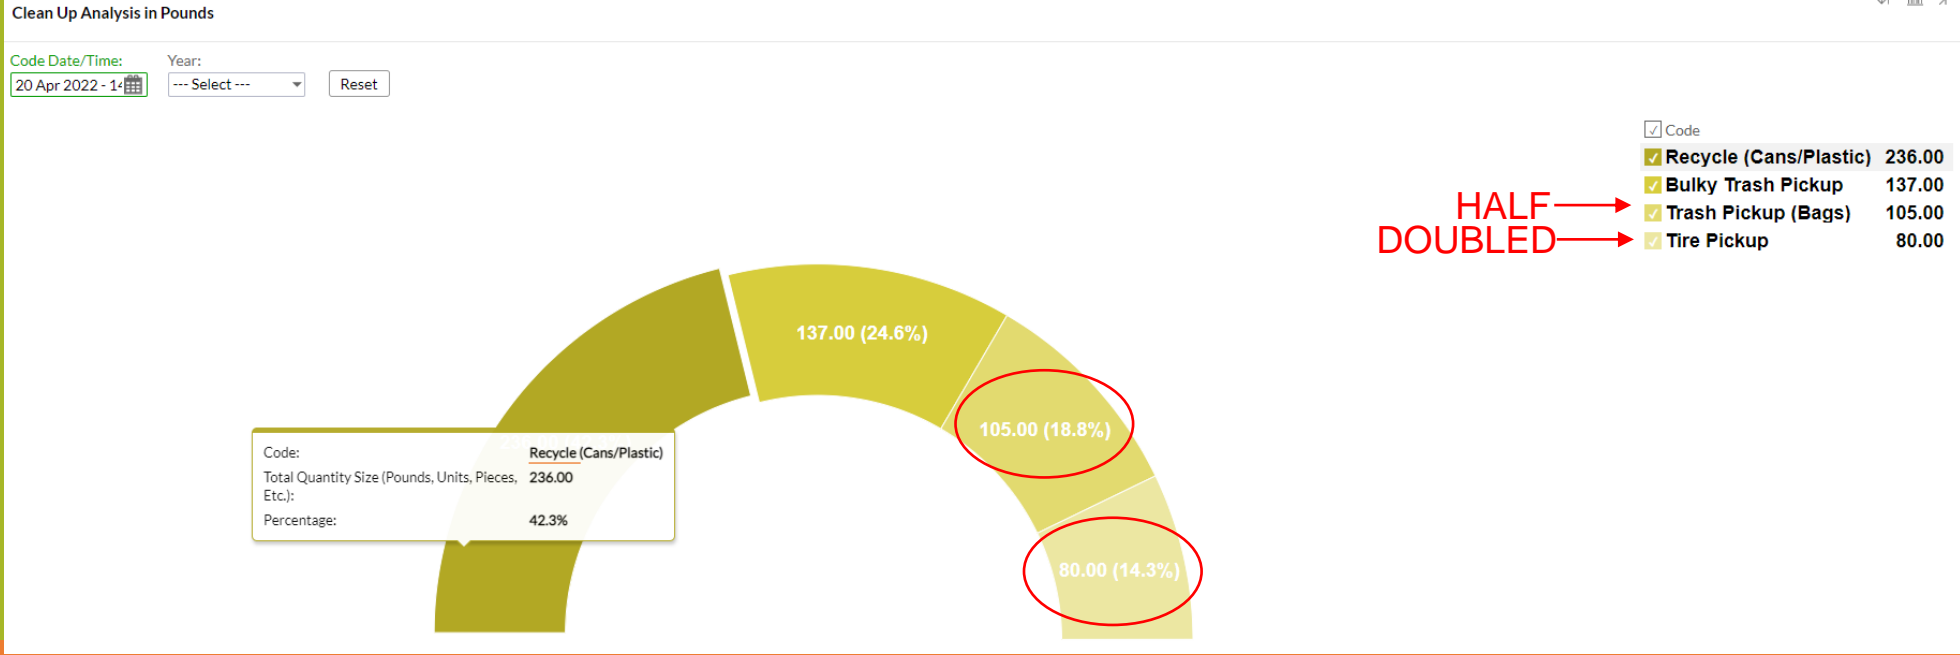 Clean Up Analysis in Pounds
Code Date/Time:
Year:
20 Apr 2022 - 14
--- Select ---
Reset
Code
Recycle (Cans/Plastic) 236.00
Bulky Trash Pickup 137.00
HALF
Trash Pickup (Bags) 105.00
DOUBLED
Tire Pickup 80.00
137.00 (24.6%)
105.00 (18.8%)
Code: Recycle (Cans/Plastic)
Total Quantity Size (Pounds, Units, Pieces, 236.00
Etc.):
Percentage: 42.3%
80.00 (14.3%)